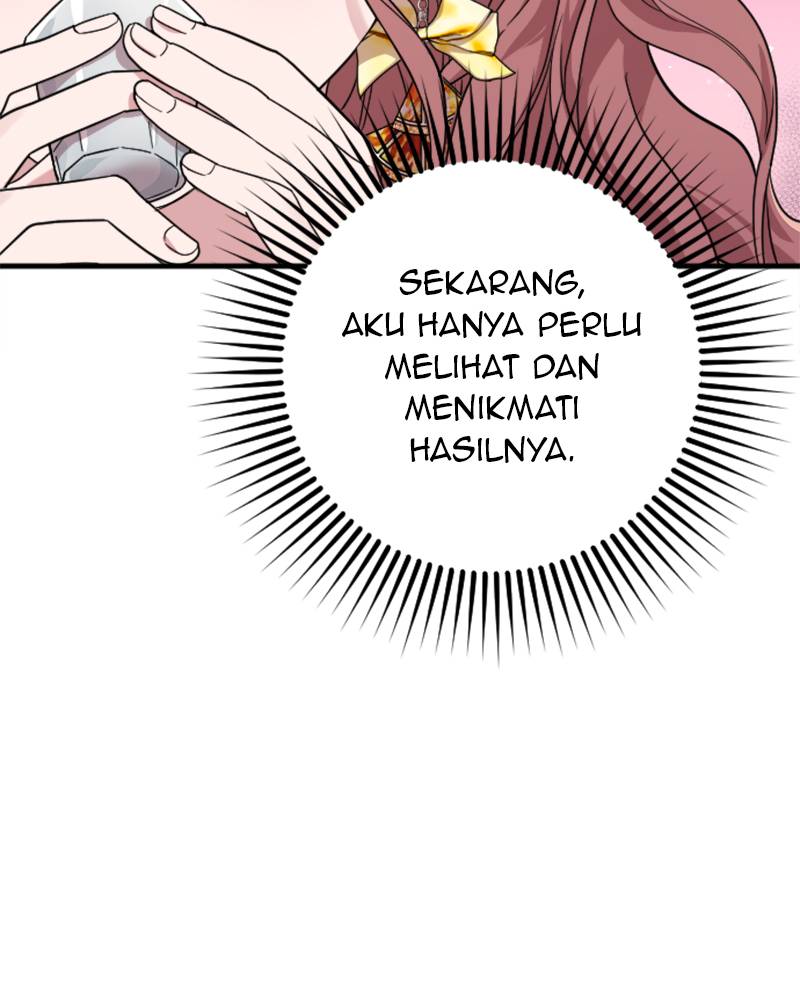 SEKARANG,
AKU HANYA PERLU
MELIHAT DAN
MENIKMATI
HASILNYA.